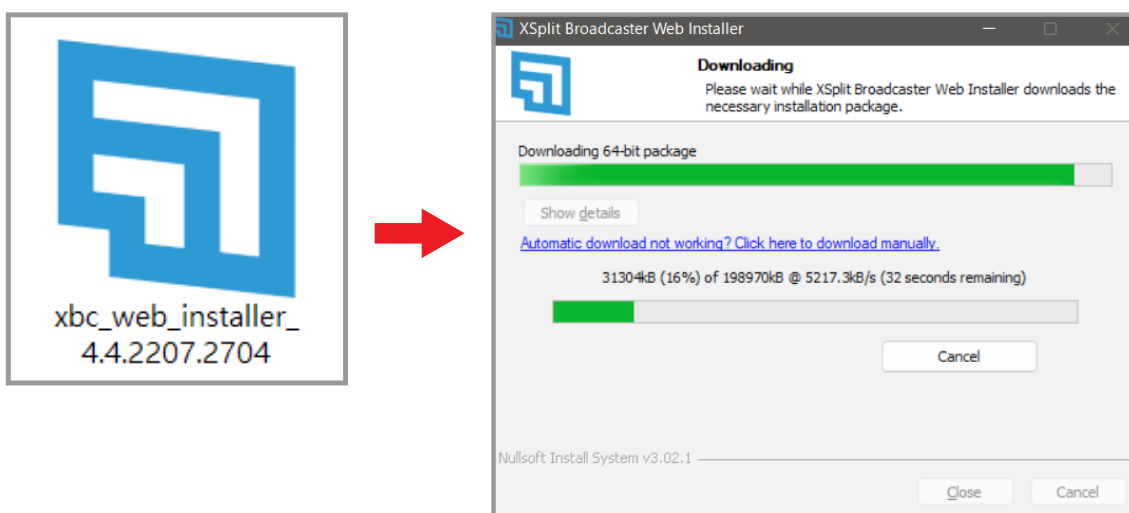 xbc_web_installer_
4.4.2207.2704
XSplit Broadcaster Web Installer
Downloading
Please wait while XSplit Broadcaster Web Installer downloads the
necessary installation package.
Downloading 64-bit package
Show details
Automatic download not working? Click here to download manually.
31304kB (16%) of 198970kB @ 5217.3kB/s (32 seconds remaining)
Cancel
Nullsoft Install System v3.02.1
Close
Cancel